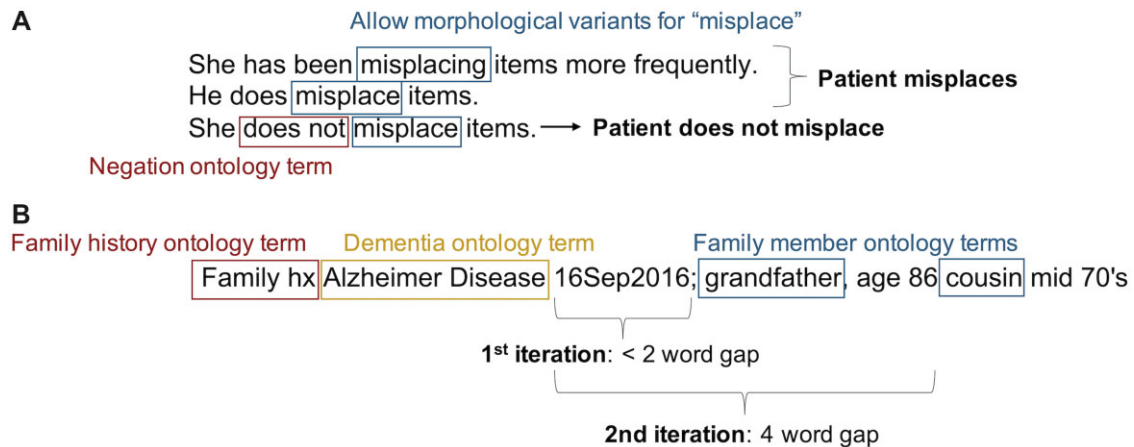 A
Allow morphological variants for “misplace”
She has been misplacing items more frequently.
He does misplace items.
Patient misplaces
She does not misplace items. → Patient does not misplace
Negation ontology term
B
Family history ontology term Dementia ontology term Family member ontology terms
Family hx Alzheimer Disease 16Sep2016; grandfather, age 86 cousin mid 70's
1st iteration: < 2 word gap
2nd iteration: 4 word gap